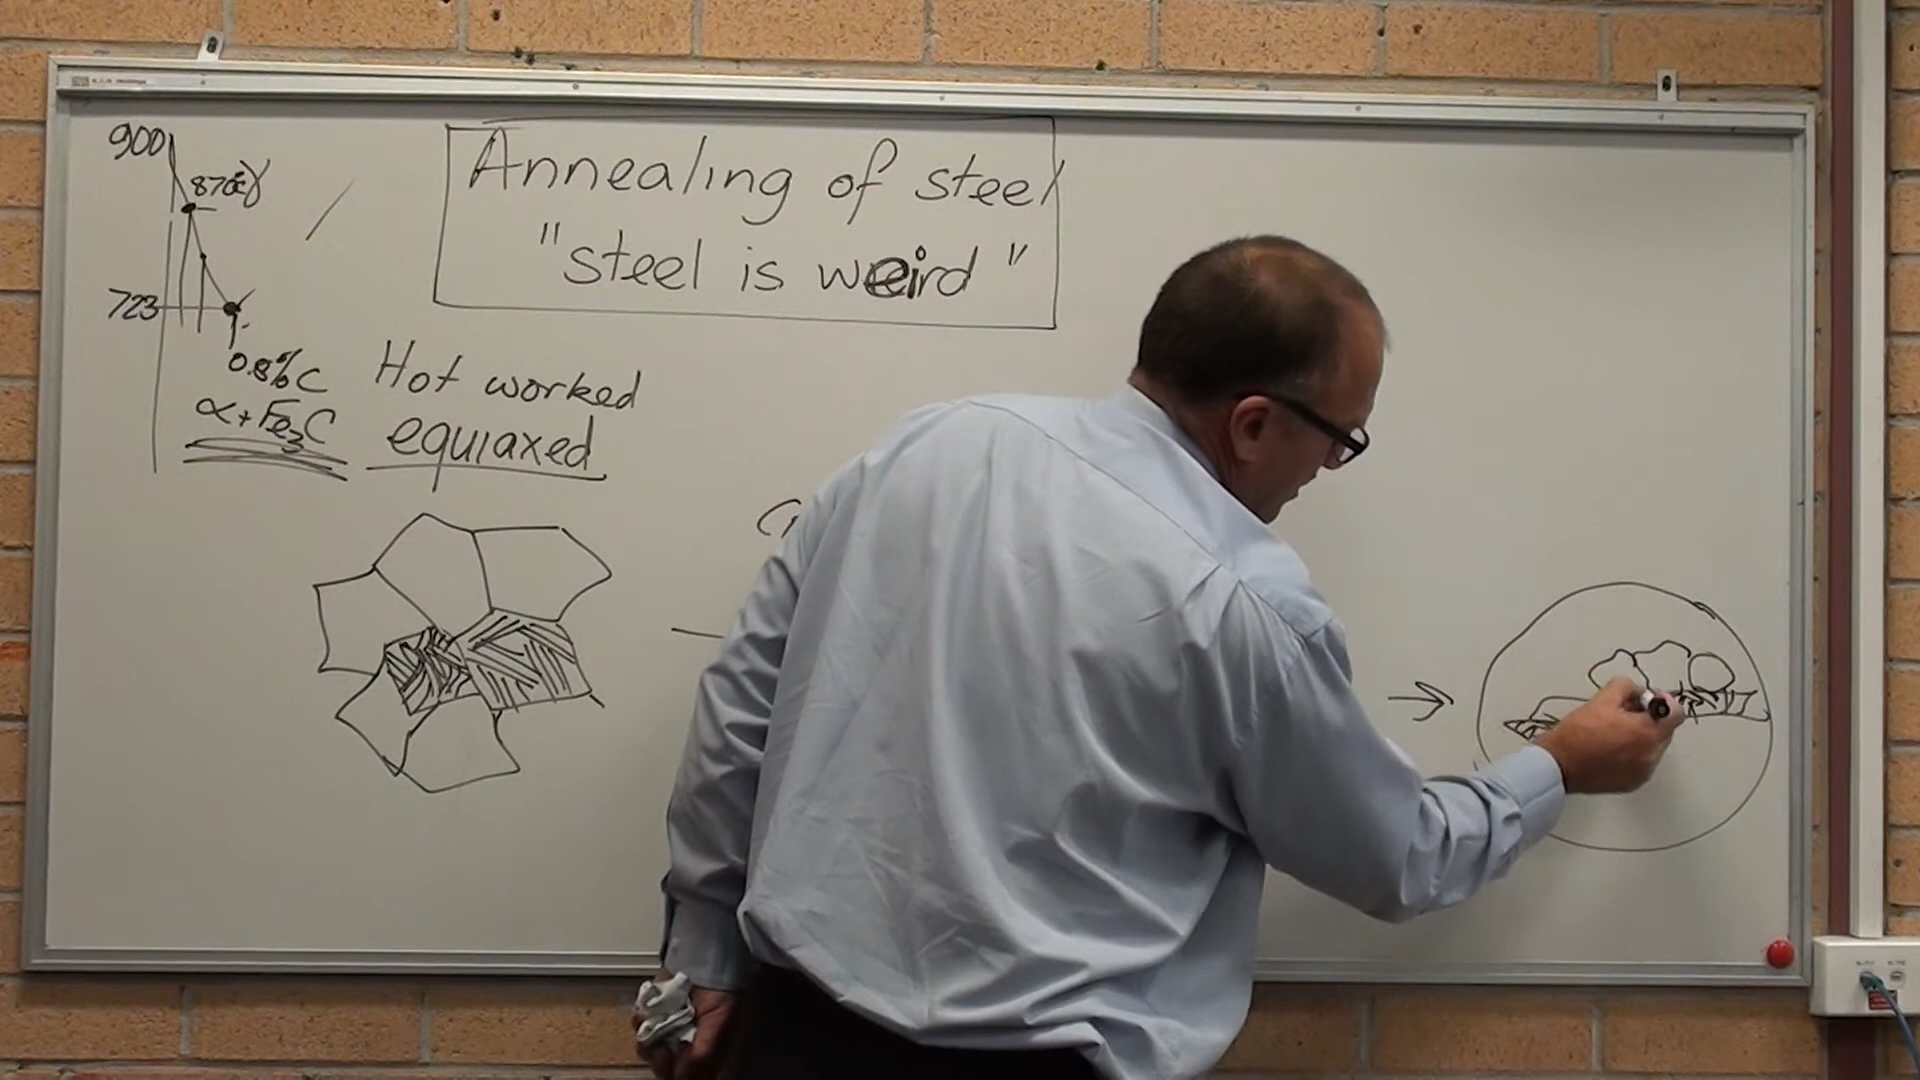 900
870°C γ
723
0.8%C
α+Fe₃C
Annealing of steel
"steel is weird"
Hot worked
equiaxed